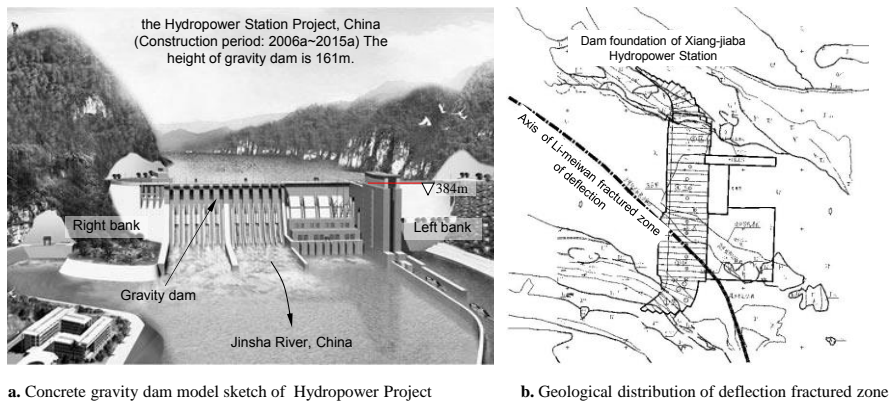 the Hydropower Station Project, China
(Construction period: 2006a~2015a) The
height of gravity dam is 161m.
384m
Right bank
Left bank
Gravity dam
Jinsha River, China
a. Concrete gravity dam model sketch of Hydropower Project
Dam foundation of Xiang-jiaba
Hydropower Station
Axis of Li-meiwan fractured zone
of deflection
b. Geological distribution of deflection fractured zone